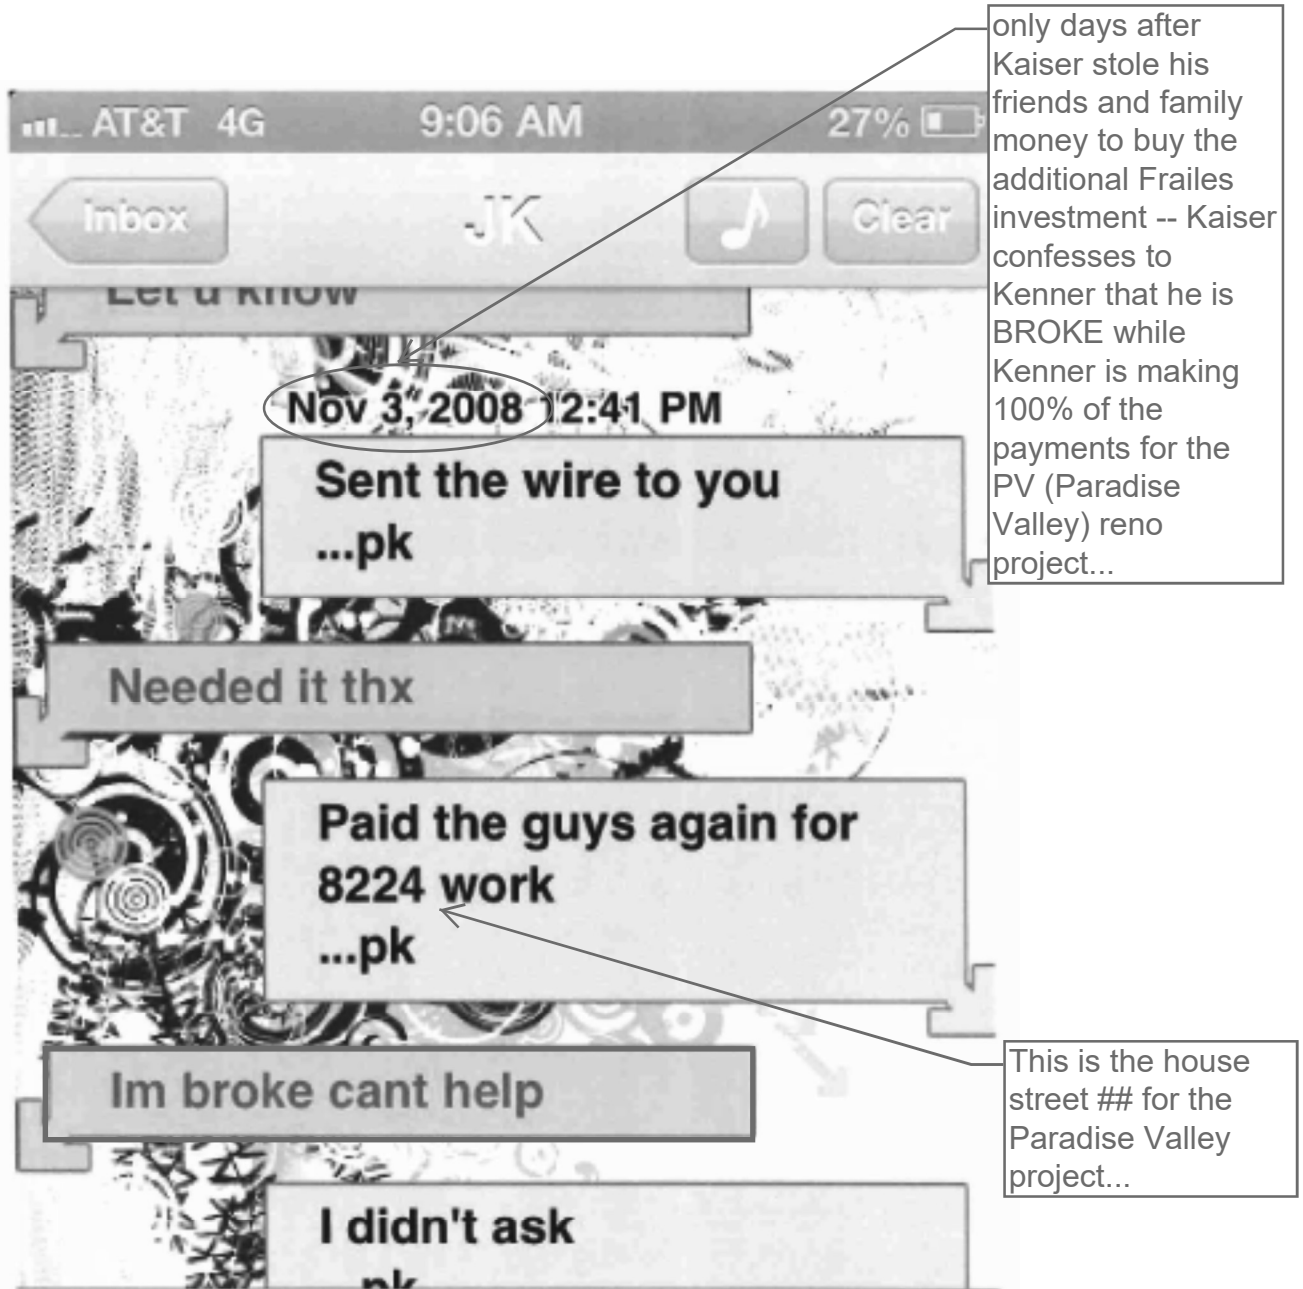 only days after
Kaiser stole his
friends and family
money to buy the
additional Frailes
investment -- Kaiser
confesses to
Kenner that he is
BROKE while
Kenner is making
100% of the
payments for the
PV (Paradise
Valley) reno
project...
AT&T 4G 9:06 AM 27%
Inbox JK Clear
Let u know
Nov 3, 2008 12:41 PM
Sent the wire to you
...pk
Needed it thx
Paid the guys again for
8224 work
...pk
Im broke cant help
This is the house
street ## for the
Paradise Valley
project...
I didn't ask
...pk